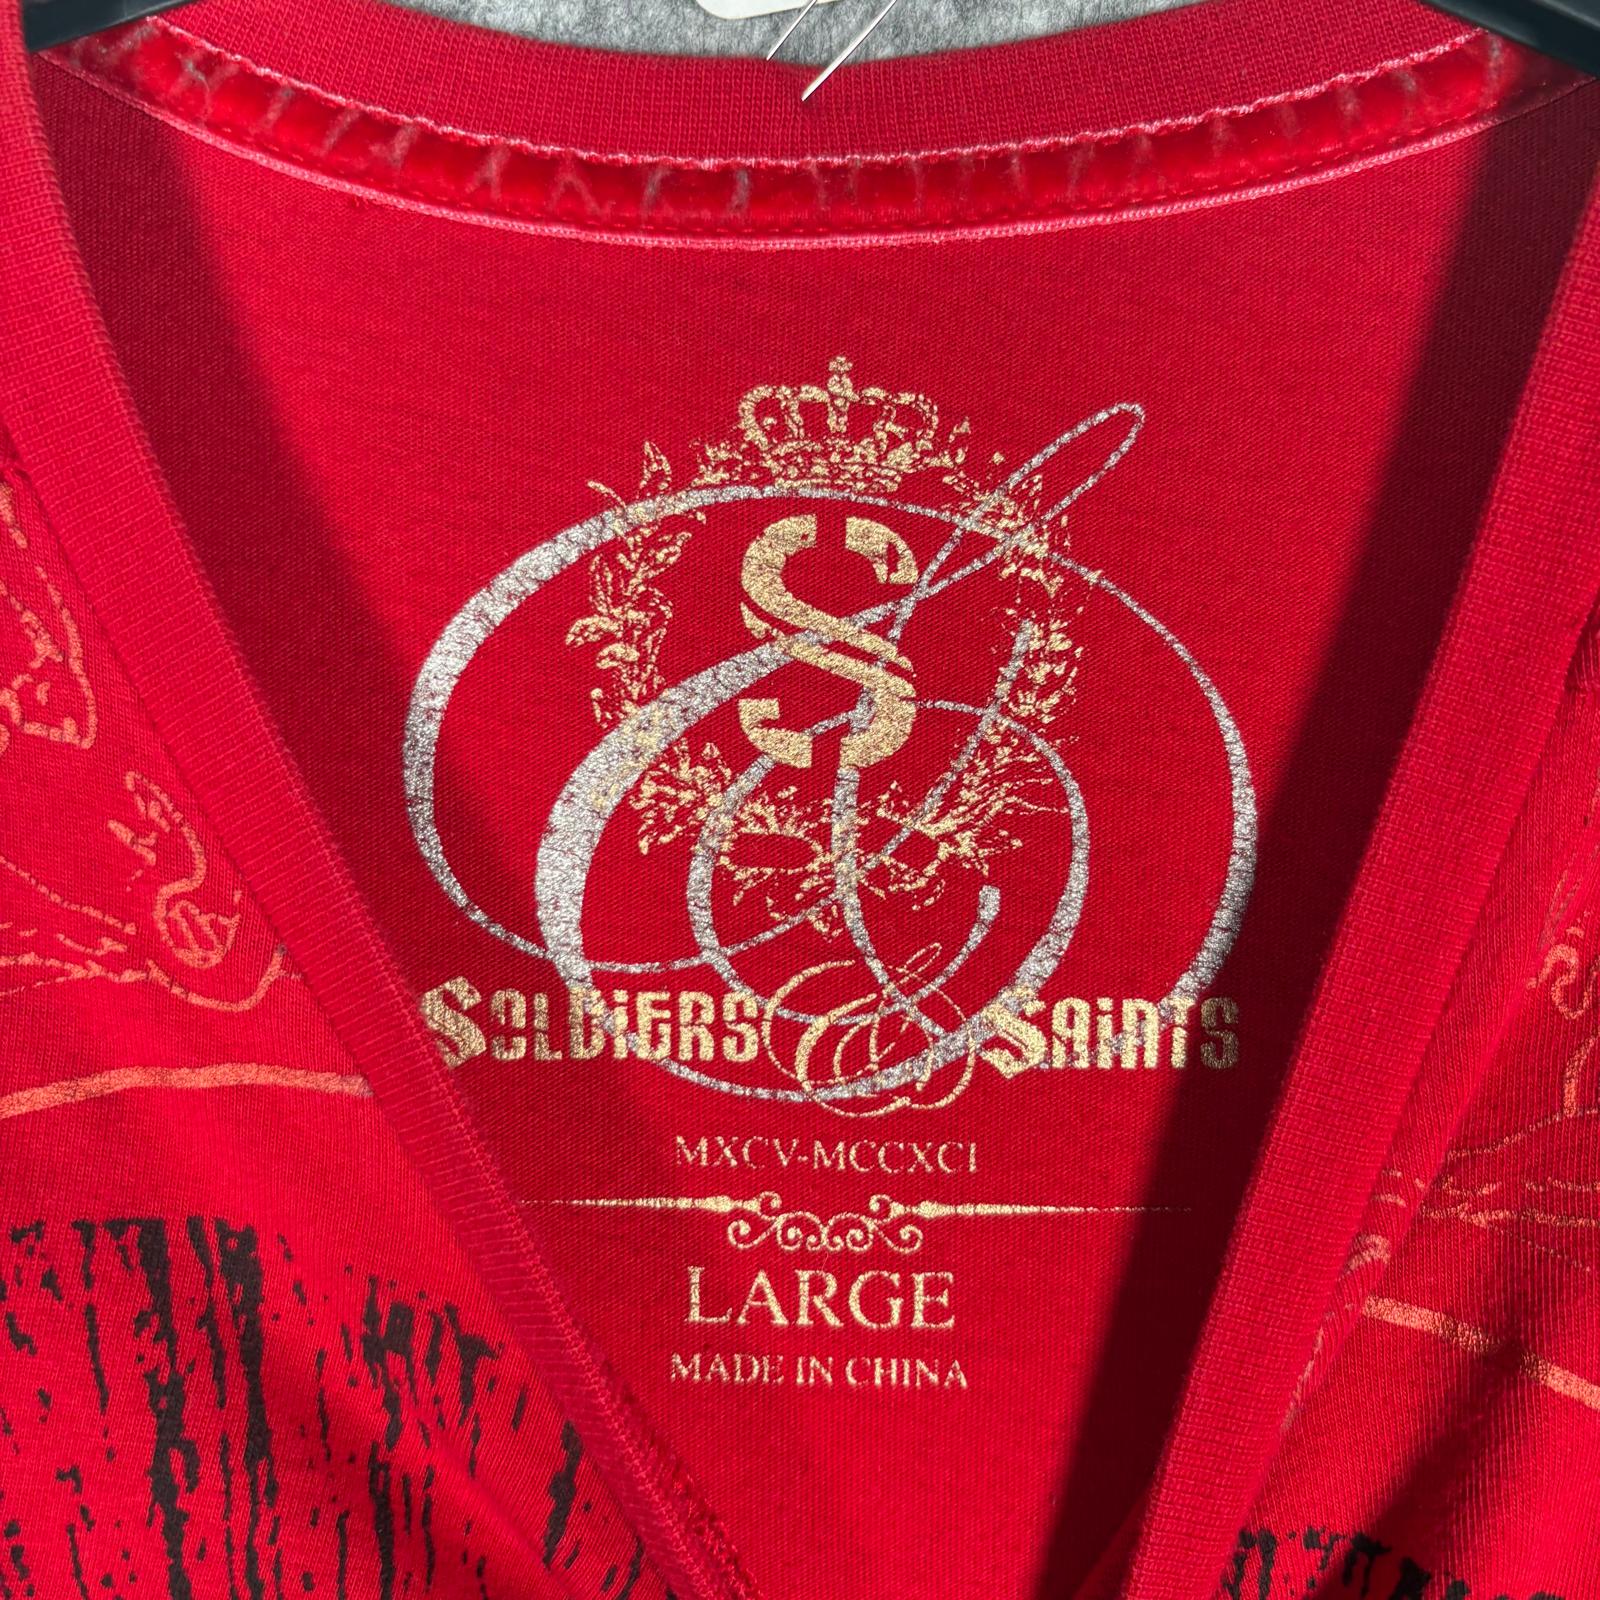 S
SOLDIERS & SAINTS
MXCV-MCCXCI
LARGE
MADE IN CHINA